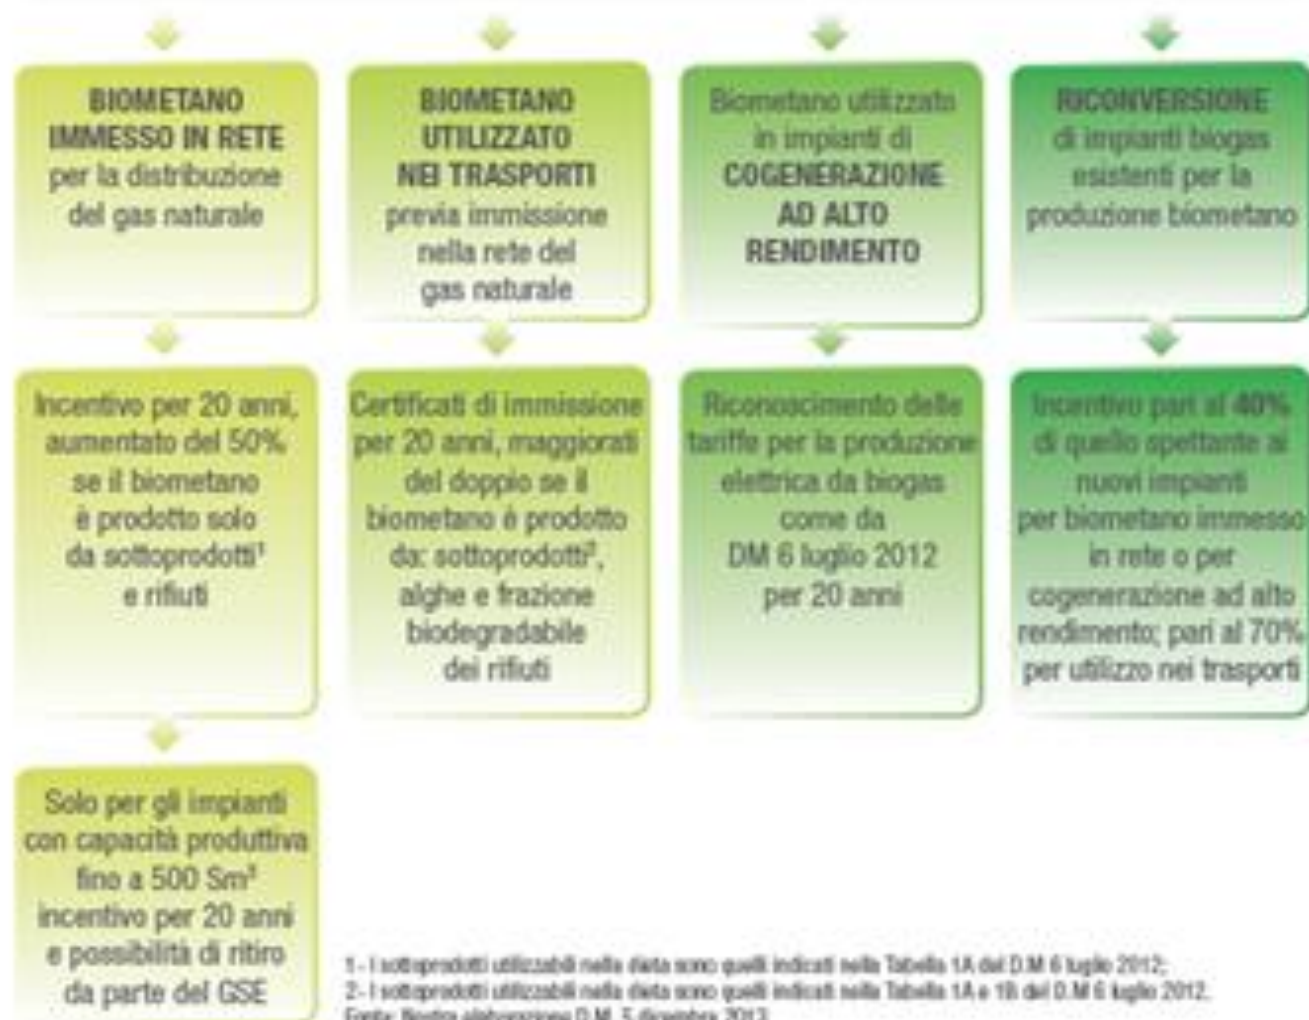 BIOMETANO
IMMESSO IN RETE
per la distribuzione
del gas naturale
BIOMETANO
UTILIZZATO
NEI TRASPORTI
previa immissione
nella rete del
gas naturale
Biometano utilizzato
in impianti di
COGENERAZIONE
AD ALTO
RENDIMENTO
RICONVERSIONE
di impianti biogas
esistenti per la
produzione biometano
Incentivo per 20 anni,
aumentato del 50%
se il biometano
è prodotto solo
da sottoprodotti¹
e rifiuti
Certificati di immissione
per 20 anni, maggiorati
del doppio se il
biometano è prodotto
da: sottoprodotti²,
alghe e frazione
biodegradabile
dei rifiuti
Riconoscimento delle
tariffe per la produzione
elettrica da biogas
come da
DM 6 luglio 2012
per 20 anni
Incentivo pari al 40%
di quello spettante ai
nuovi impianti
per biometano immesso
in rete o per
cogenerazione ad alto
rendimento; pari al 70%
per utilizzo nei trasporti
Solo per gli impianti
con capacità produttiva
fino a 500 Sm³
incentivo per 20 anni
e possibilità di ritiro
da parte del GSE
1 - I sottoprodotti utilizzabili nella dieta sono quelli indicati nella Tabella 1A del D.M 6 luglio 2012;
2 - I sottoprodotti utilizzabili nella dieta sono quelli indicati nella Tabella 1A e 1B del D.M 6 luglio 2012.
Fonte: Nostra elaborazione D.M. 5 dicembre 2013